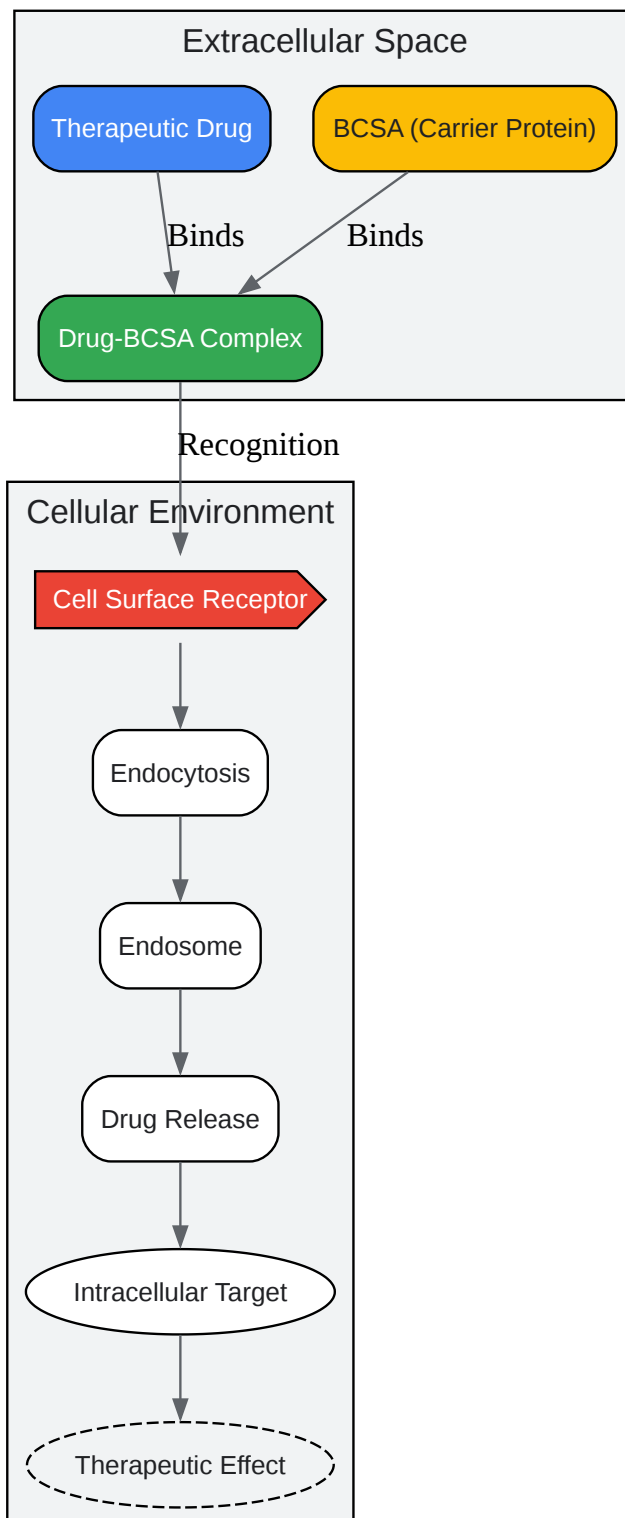 Extracellular Space
Therapeutic Drug
BCSA (Carrier Protein)
Binds
Binds
Drug-BCSA Complex
Recognition
Cellular Environment
Cell Surface Receptor
Endocytosis
Endosome
Drug Release
Intracellular Target
Therapeutic Effect